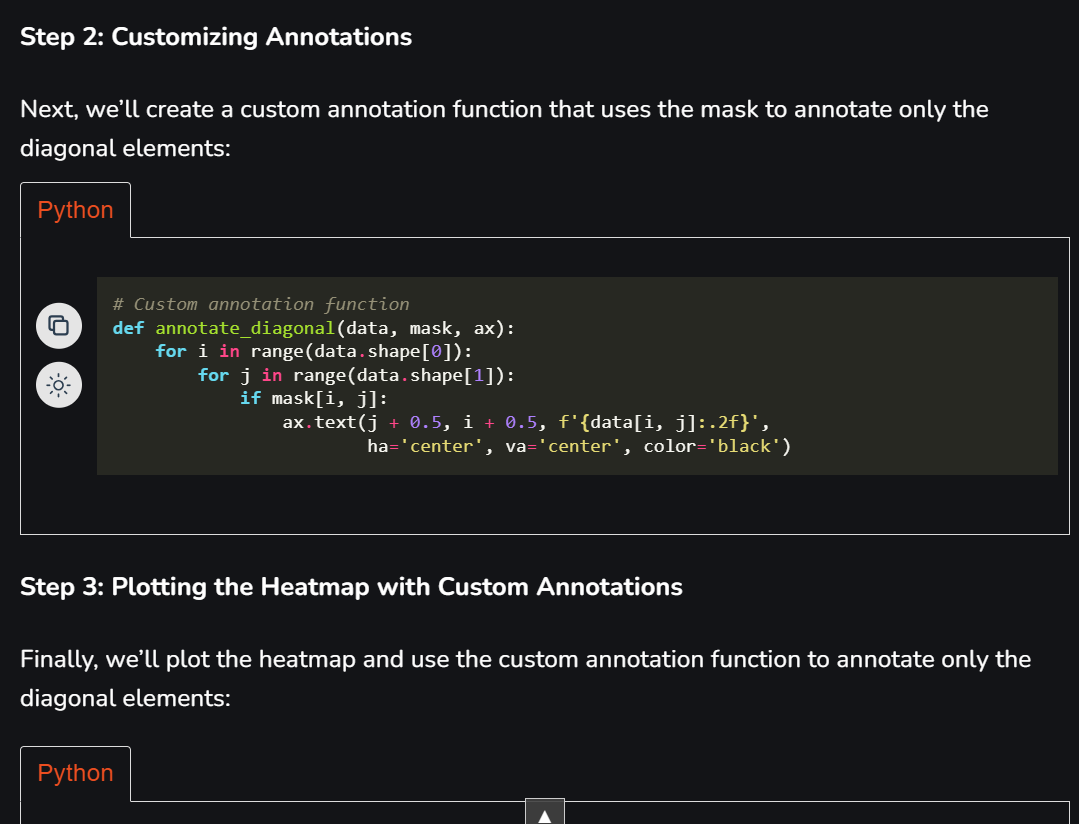 Step 2: Customizing Annotations
Next, we’ll create a custom annotation function that uses the mask to annotate only the
diagonal elements:
Python
# Custom annotation function
def annotate_diagonal(data, mask, ax):
    for i in range(data.shape[0]):
        for j in range(data.shape[1]):
            if mask[i, j]:
                ax.text(j + 0.5, i + 0.5, f'{data[i, j]:.2f}',
                        ha='center', va='center', color='black')
Step 3: Plotting the Heatmap with Custom Annotations
Finally, we’ll plot the heatmap and use the custom annotation function to annotate only the
diagonal elements:
Python